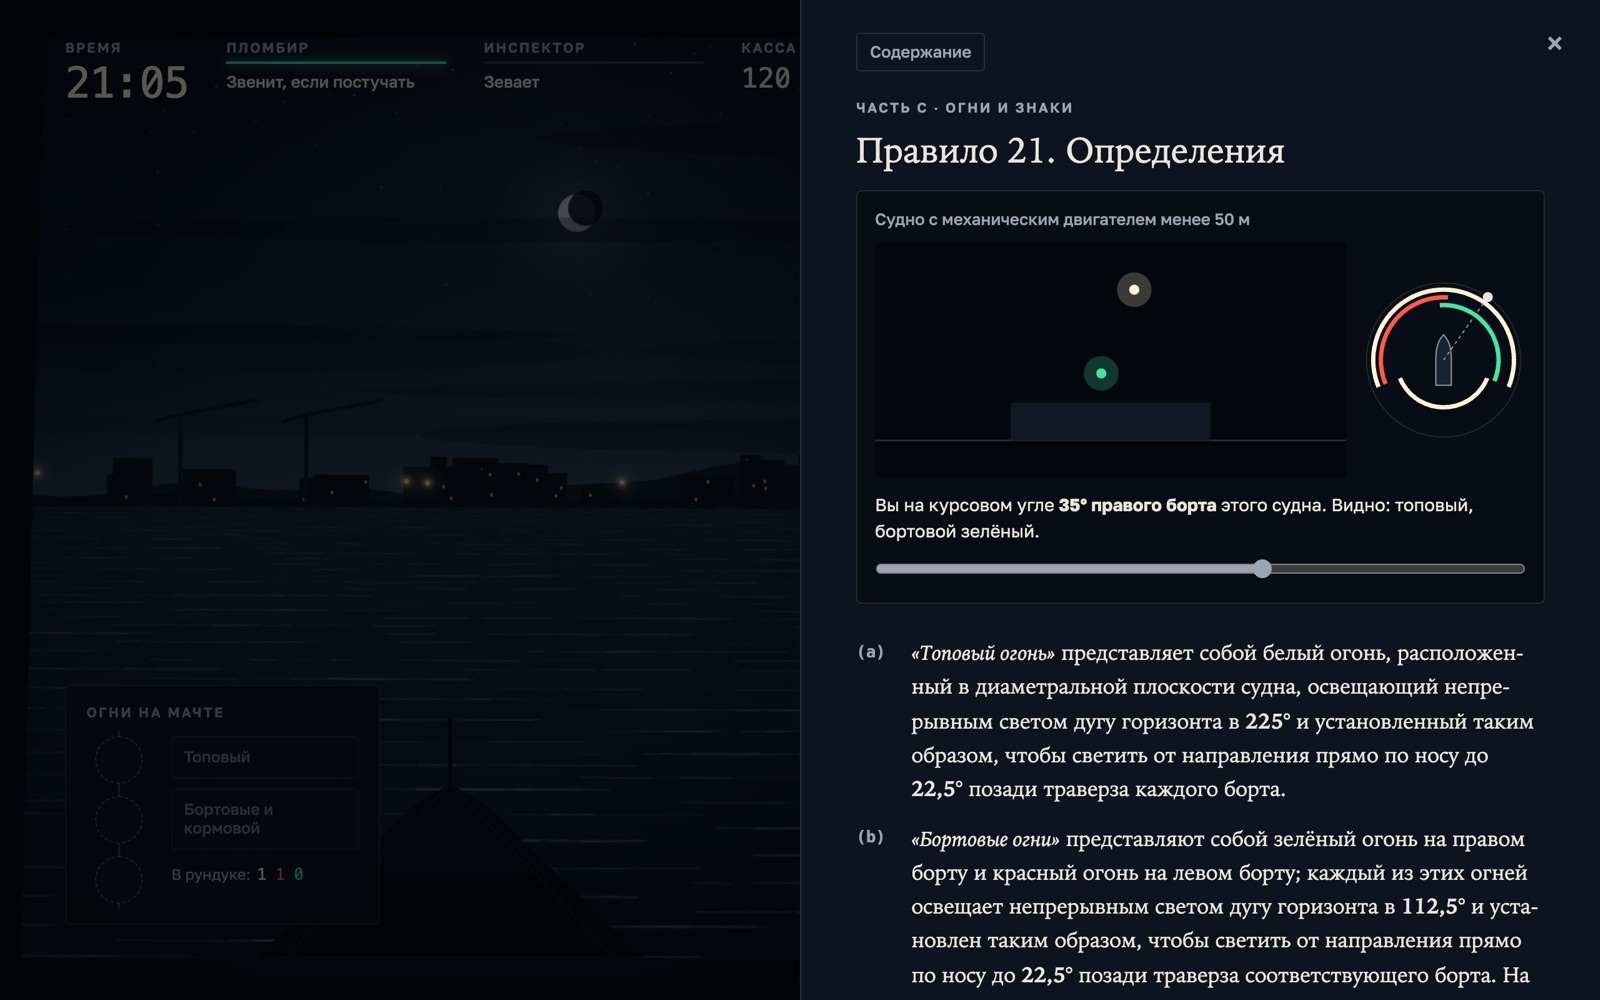 ВРЕМЯ
21:05
ПЛОМБИР
Звенит, если постучать
ИНСПЕКТОР
Зевает
КАССА
120
ОГНИ НА МАЧТЕ
Топовый
Бортовые и
кормовой
В рундуке: 1 1 0
Содержание
×
ЧАСТЬ C · ОГНИ И ЗНАКИ
Правило 21. Определения
Судно с механическим двигателем менее 50 м
Вы на курсовом угле 35° правого борта этого судна. Видно: топовый,
бортовой зелёный.
(a) «Топовый огонь» представляет собой белый огонь, расположен-
ный в диаметральной плоскости судна, освещающий непре-
рывным светом дугу горизонта в 225° и установленный таким
образом, чтобы светить от направления прямо по носу до
22,5° позади траверза каждого борта.
(b) «Бортовые огни» представляют собой зелёный огонь на правом
борту и красный огонь на левом борту; каждый из этих огней
освещает непрерывным светом дугу горизонта в 112,5° и уста-
новлен таким образом, чтобы светить от направления прямо
по носу до 22,5° позади траверза соответствующего борта. На